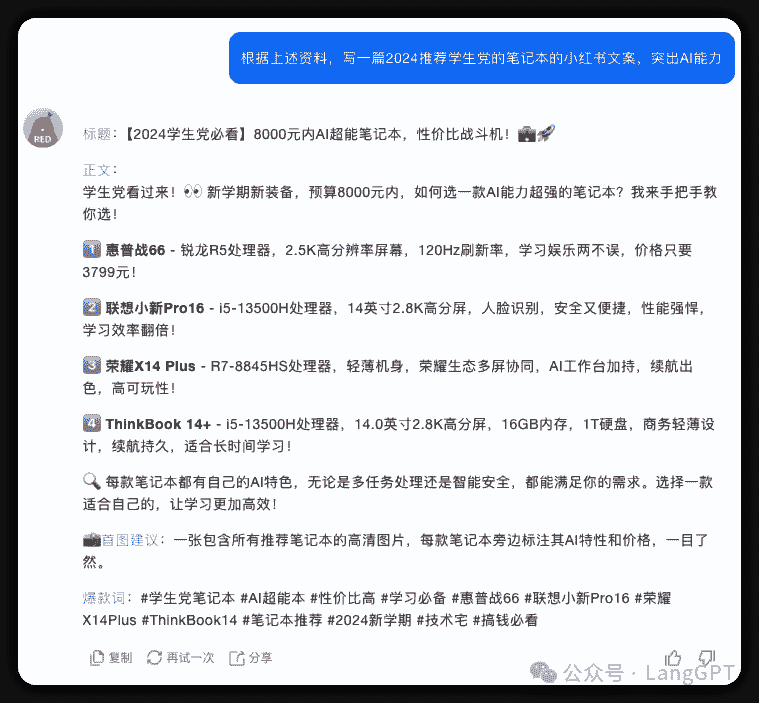 根据上述资料，写一篇2024推荐学生党的笔记本的小红书文案，突出AI能力
RED
标题：【2024学生党必看】8000元内AI超能笔记本，性价比战斗机！📷🚀
正文：
学生党看过来！👀 新学期新装备，预算8000元内，如何选一款AI能力超强的笔记本？我来手把手教
你选！
1️⃣ 惠普战66 - 锐龙R5处理器，2.5K高分辨率屏幕，120Hz刷新率，学习娱乐两不误，价格只要
3799元！
2️⃣ 联想小新Pro16 - i5-13500H处理器，14英寸2.8K高分屏，人脸识别，安全又便捷，性能强悍，
学习效率翻倍！
3️⃣ 荣耀X14 Plus - R7-8845HS处理器，轻薄机身，荣耀生态多屏协同，AI工作台加持，续航出
色，高可玩性！
4️⃣ ThinkBook 14+ - i5-13500H处理器，14.0英寸2.8K高分屏，16GB内存，1T硬盘，商务轻薄设
计，续航持久，适合长时间学习！
🔍 每款笔记本都有自己的AI特色，无论是多任务处理还是智能安全，都能满足你的需求。选择一款
适合自己的，让学习更加高效！
📷首图建议：一张包含所有推荐笔记本的高清图片，每款笔记本旁边标注其AI特性和价格，一目了
然。
爆款词：#学生党笔记本 #AI超能本 #性价比高 #学习必备 #惠普战66 #联想小新Pro16 #荣耀
X14Plus #ThinkBook14 #笔记本推荐 #2024新学期 #技术宅 #搞钱必看
复制 再试一次 分享
公众号 · LangGPT